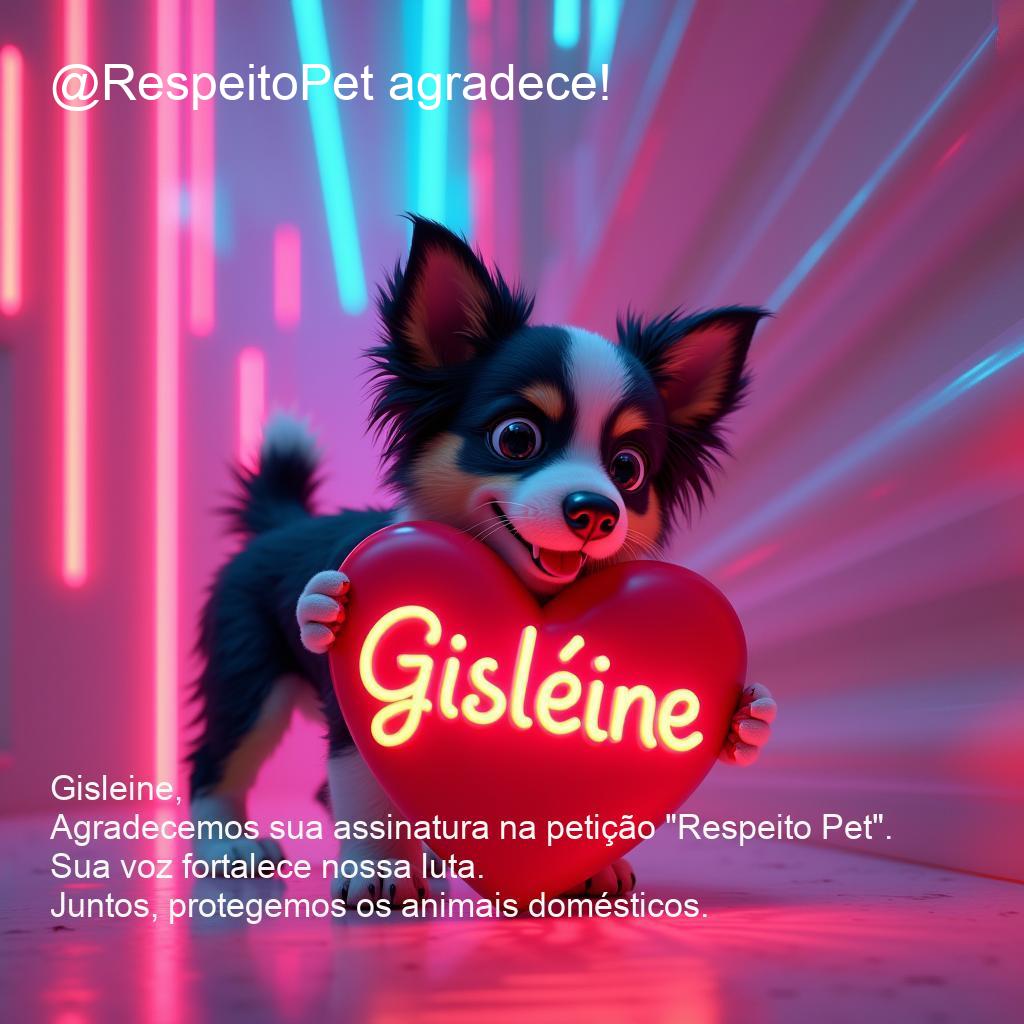 @RespeitoPet agradece!
Gisléine
Gisleine,
Agradecemos sua assinatura na petição "Respeito Pet".
Sua voz fortalece nossa luta.
Juntos, protegemos os animais domésticos.